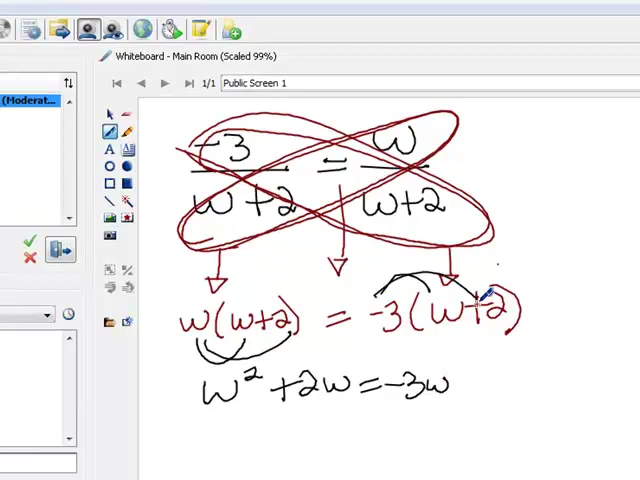 Whiteboard - Main Room (Scaled 99%)
1/1 Public Screen 1
(Moderat...
A
-3/w+2 = w/w+2
w(w+2) = -3(w+2)
w² +2w = -3w